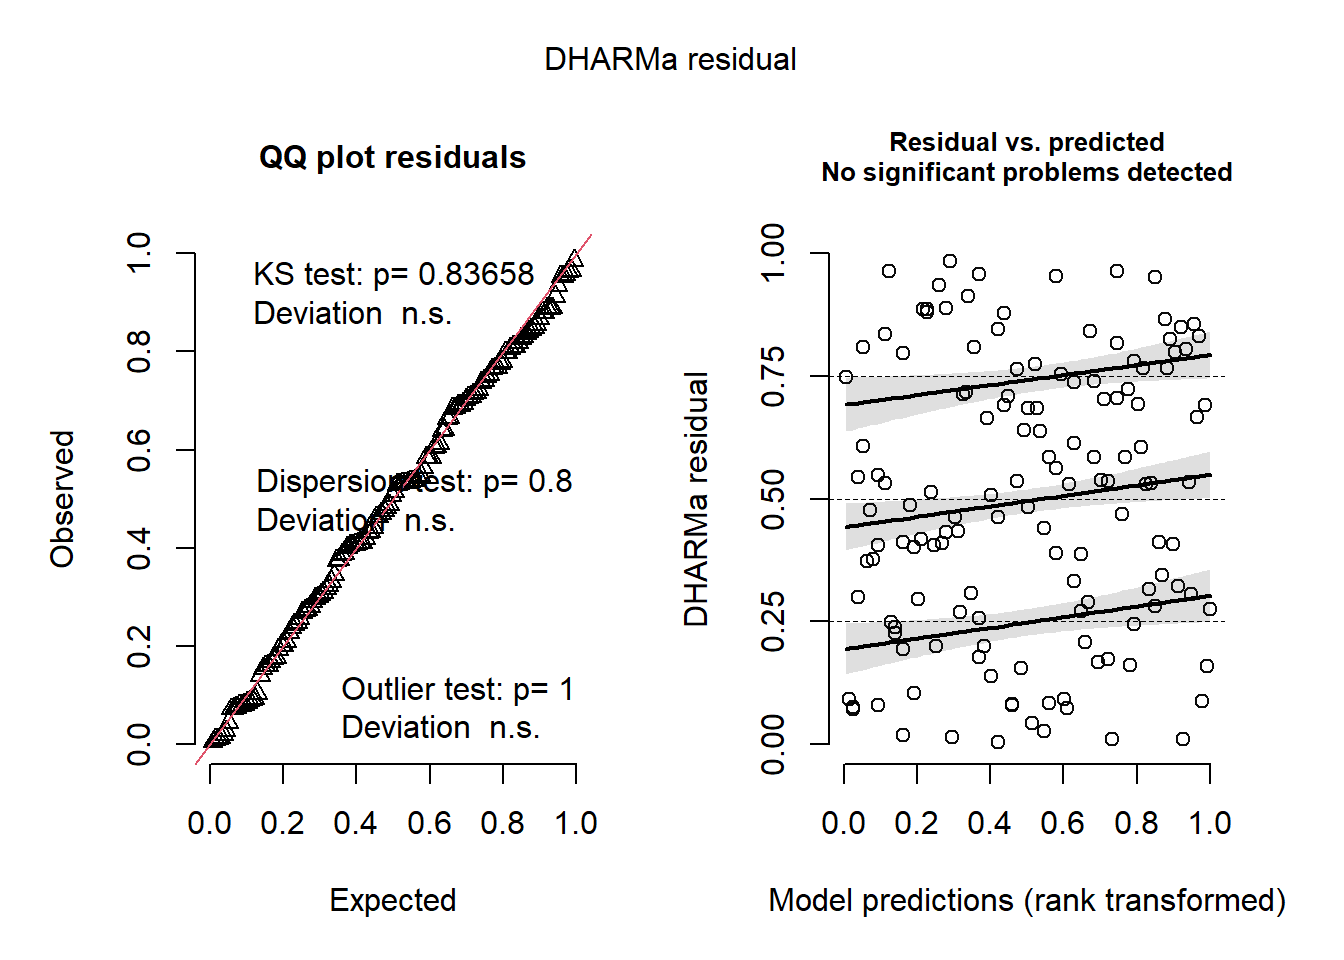 DHARMa residual
QQ plot residuals
KS test: p= 0.83658
Deviation  n.s.
Dispersion test: p= 0.8
Deviation  n.s.
Outlier test: p= 1
Deviation  n.s.
Observed
0.0 0.2 0.4 0.6 0.8 1.0
0.0 0.2 0.4 0.6 0.8 1.0
Expected
Residual vs. predicted
No significant problems detected
DHARMa residual
0.00 0.25 0.50 0.75 1.00
0.0 0.2 0.4 0.6 0.8 1.0
Model predictions (rank transformed)